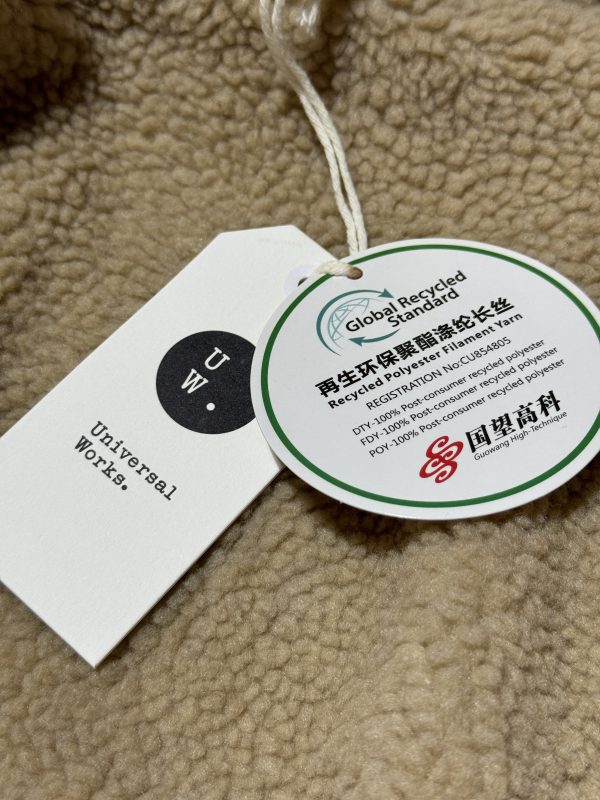 U
W.
Universal
Works.
Global Recycled
Standard
再生环保聚酯涤纶长丝
Recycled Polyester Filament Yarn
REGISTRATION No:CU854805
DTY-100% Post-consumer recycled polyester
FDY-100% Post-consumer recycled polyester
POY-100% Post-consumer recycled polyester
国望高科
Guowang High-Technique